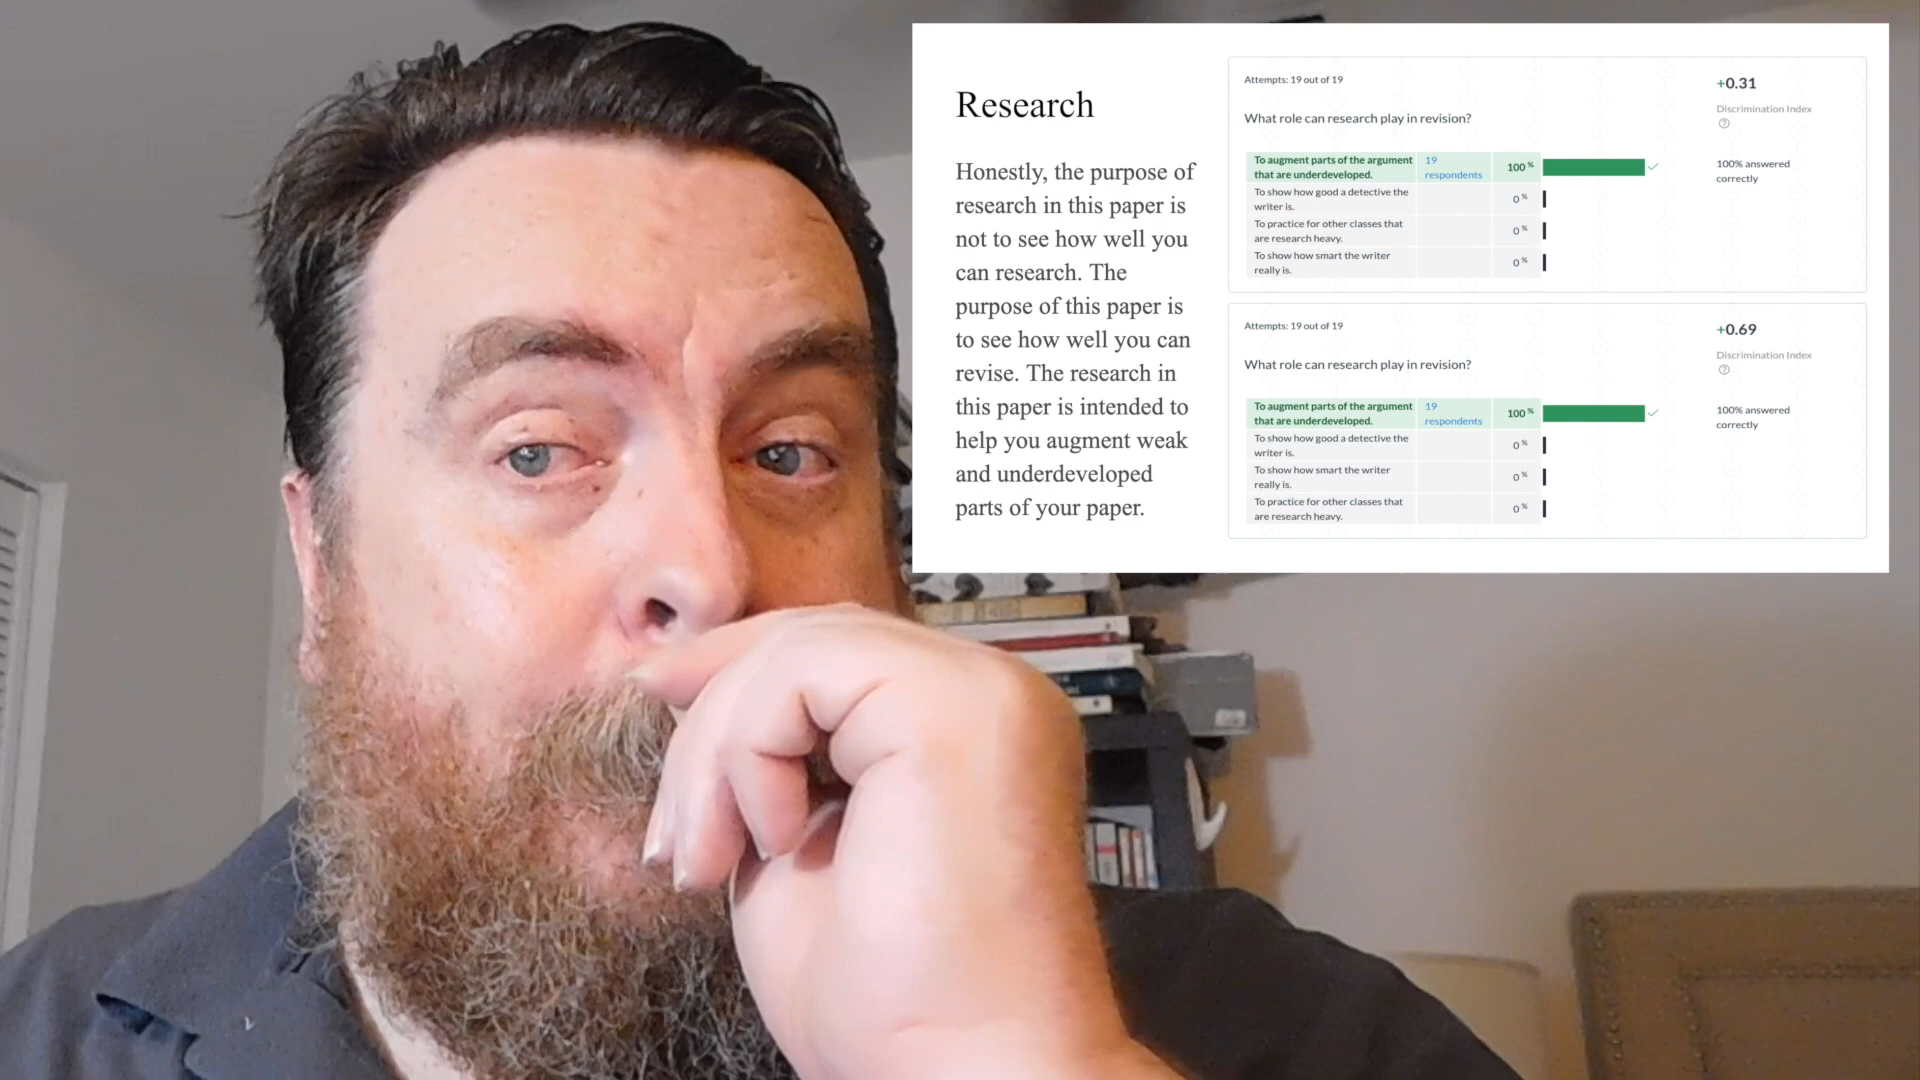 Research
Honestly, the purpose of
research in this paper is
not to see how well you
can research. The
purpose of this paper is
to see how well you can
revise. The research in
this paper is intended to
help you augment weak
and underdeveloped
parts of your paper.
Attempts: 19 out of 19
+0.31
Discrimination Index
?
What role can research play in revision?
To augment parts of the argument
that are underdeveloped.
19
respondents
100 %
100% answered
correctly
To show how good a detective the
writer is.
0 %
To practice for other classes that
are research heavy.
0 %
To show how smart the writer
really is.
0 %
Attempts: 19 out of 19
+0.69
Discrimination Index
?
What role can research play in revision?
To augment parts of the argument
that are underdeveloped.
19
respondents
100 %
100% answered
correctly
To show how good a detective the
writer is.
0 %
To show how smart the writer
really is.
0 %
To practice for other classes that
are research heavy.
0 %